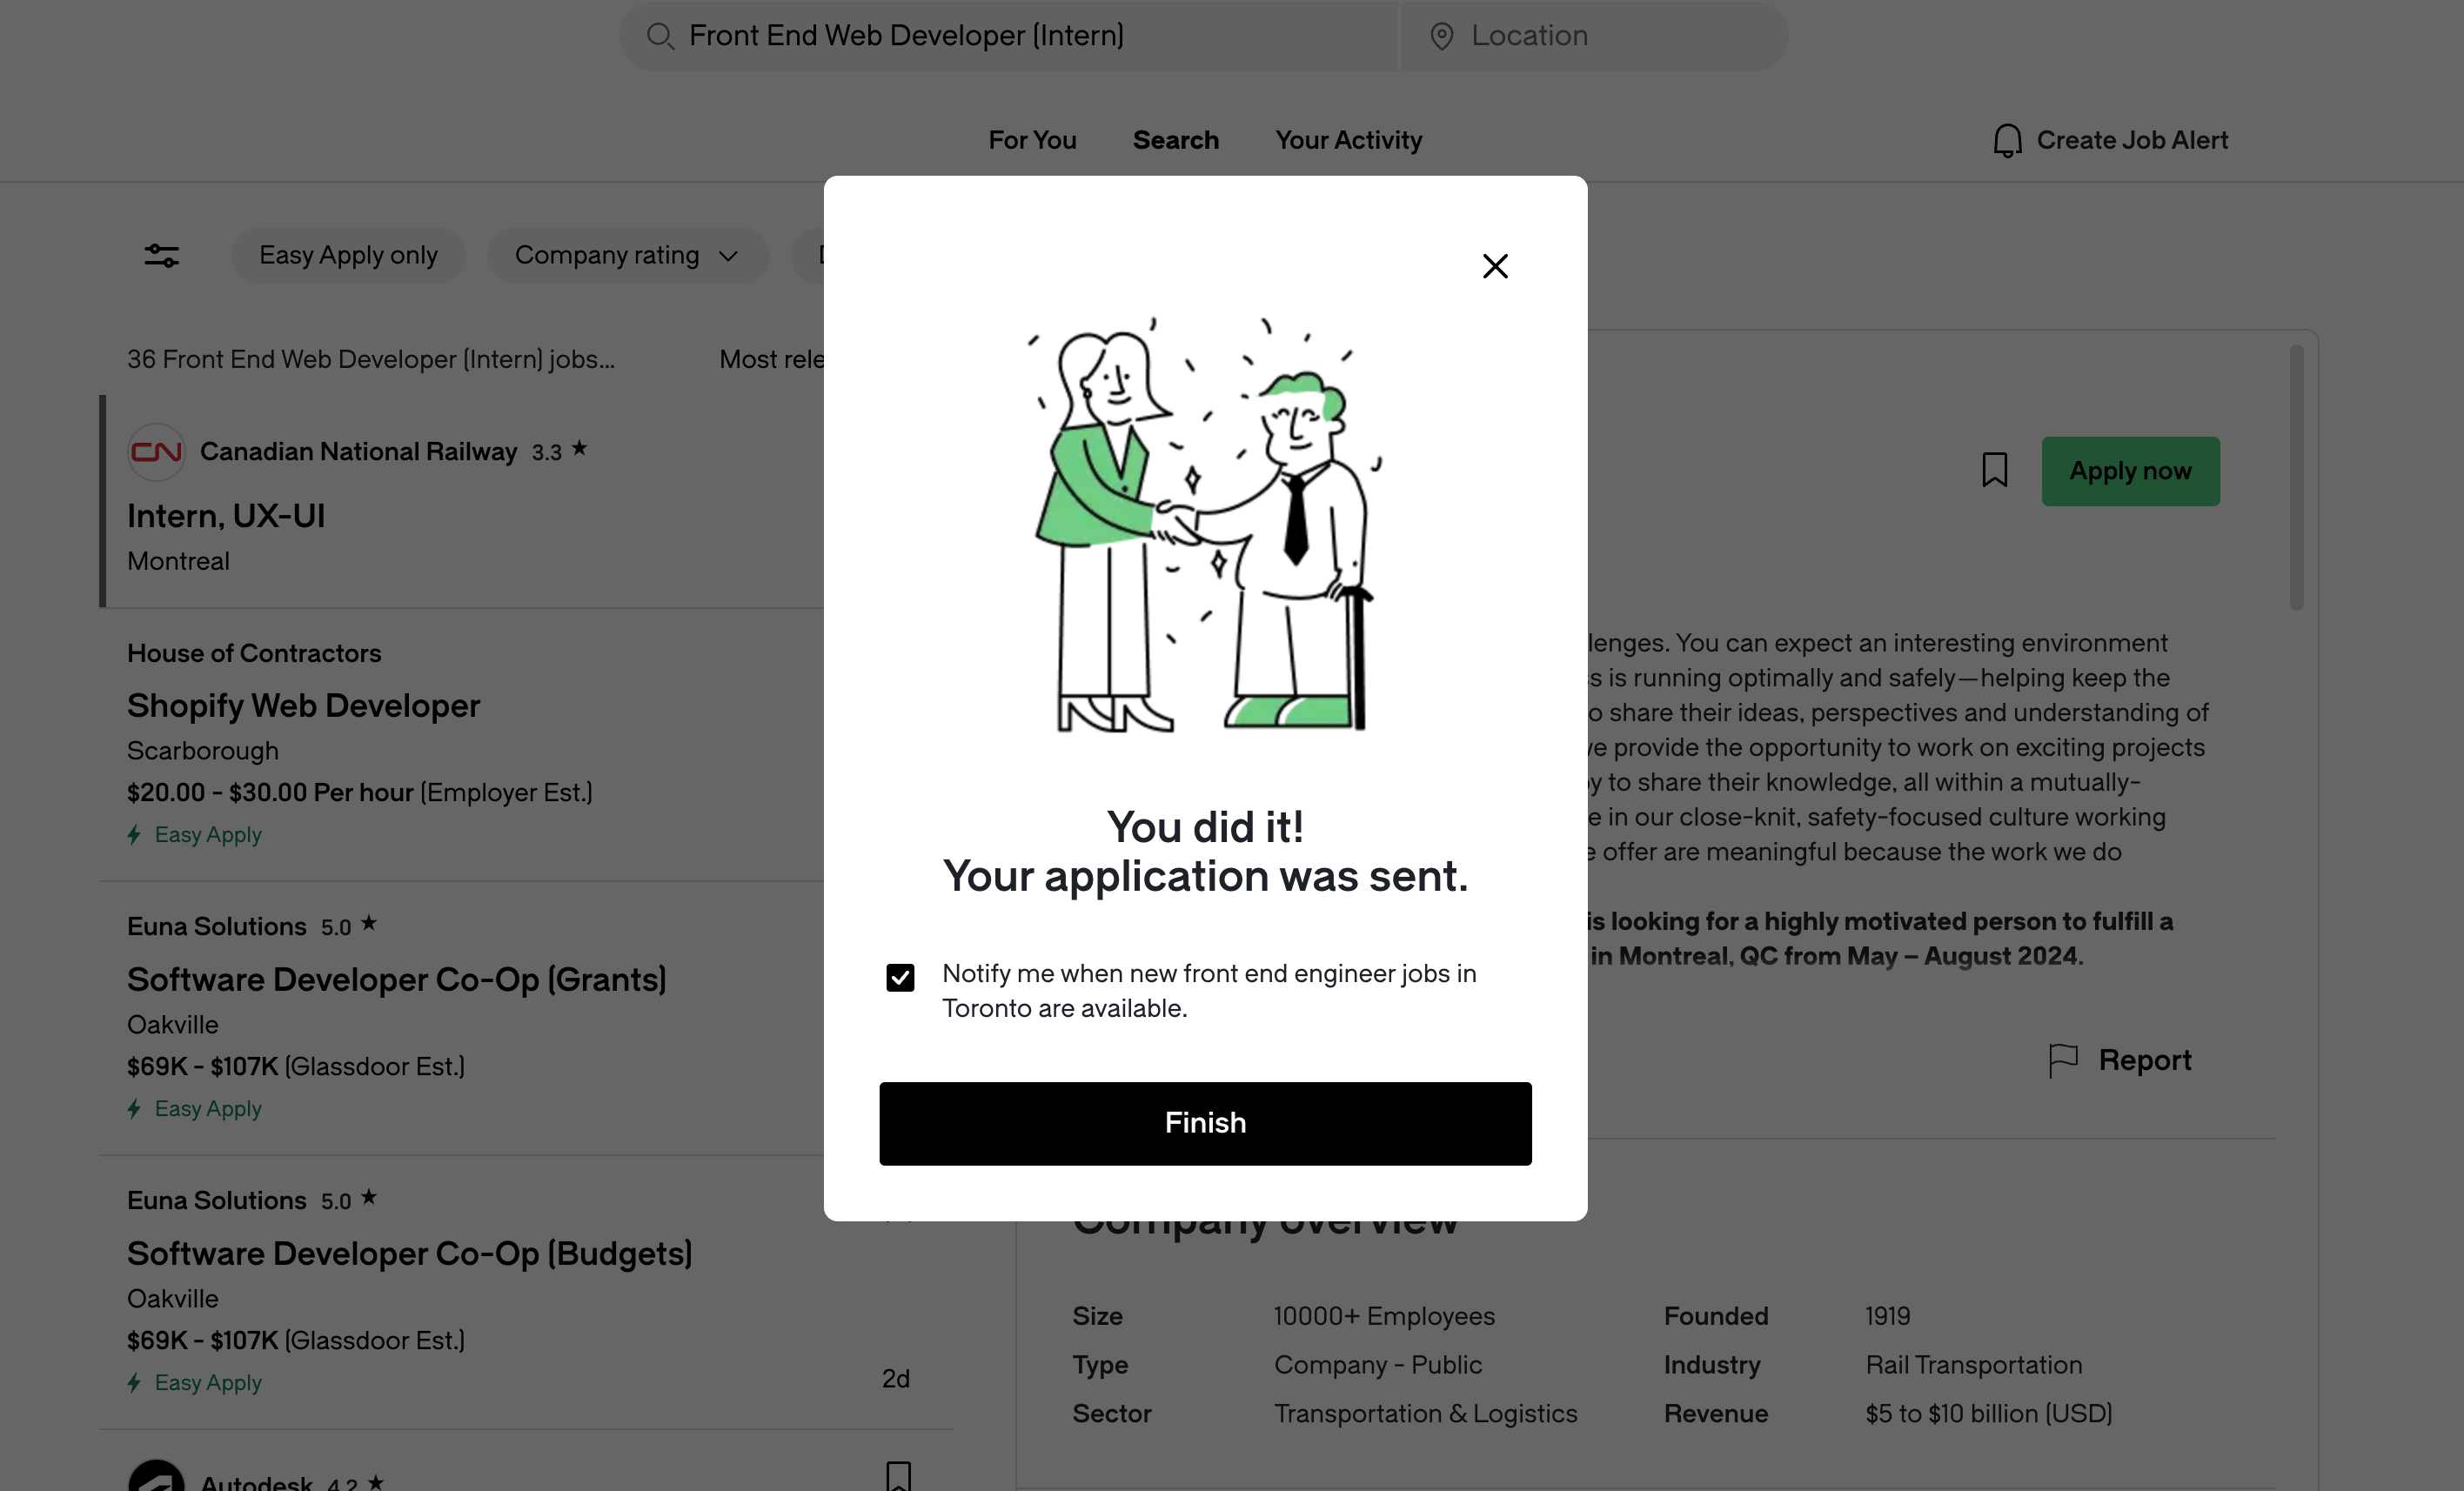 Front End Web Developer (Intern)
Location
For You
Search
Your Activity
Create Job Alert
Easy Apply only
Company rating
36 Front End Web Developer (Intern) jobs...
Most rele
CN
Canadian National Railway 3.3 ★
Intern, UX-UI
Montreal
House of Contractors
Shopify Web Developer
Scarborough
$20.00 - $30.00 Per hour (Employer Est.)
Easy Apply
Euna Solutions 5.0 ★
Software Developer Co-Op (Grants)
Oakville
$69K - $107K (Glassdoor Est.)
Easy Apply
Euna Solutions 5.0 ★
Software Developer Co-Op (Budgets)
Oakville
$69K - $107K (Glassdoor Est.)
Easy Apply
2d
Autodesk 4.2 ★
You did it!
Your application was sent.
Notify me when new front end engineer jobs in
Toronto are available.
Finish
Apply now
lenges. You can expect an interesting environment
s is running optimally and safely—helping keep the
o share their ideas, perspectives and understanding of
ve provide the opportunity to work on exciting projects
y to share their knowledge, all within a mutually-
e in our close-knit, safety-focused culture working
e offer are meaningful because the work we do
is looking for a highly motivated person to fulfill a
in Montreal, QC from May – August 2024.
Report
Company overview
Size 10000+ Employees Founded 1919
Type Company - Public Industry Rail Transportation
Sector Transportation & Logistics Revenue $5 to $10 billion (USD)